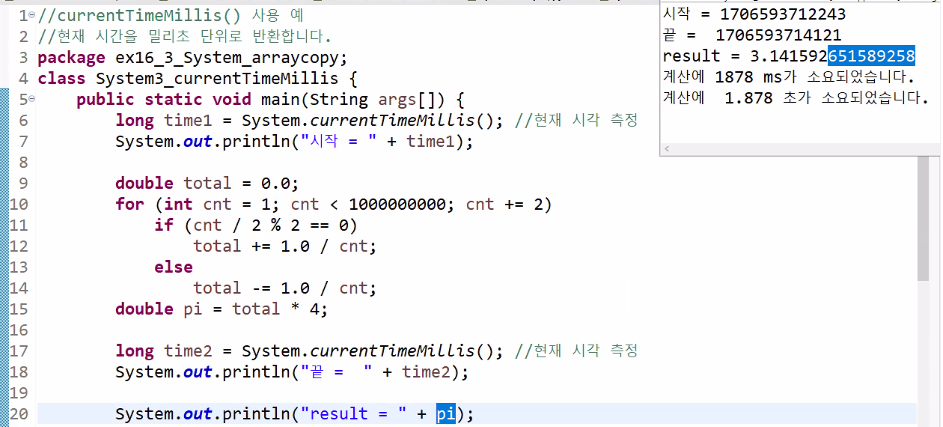 1 //currentTimeMillis() 사용 예
2 //현재 시간을 밀리초 단위로 반환합니다.
3 package ex16_3_System_arraycopy;
4 class System3_currentTimeMillis {
5     public static void main(String args[]) {
6         long time1 = System.currentTimeMillis(); //현재 시각 측정
7         System.out.println("시작 = " + time1);
8
9         double total = 0.0;
10         for (int cnt = 1; cnt < 1000000000; cnt += 2)
11             if (cnt / 2 % 2 == 0)
12                 total += 1.0 / cnt;
13             else
14                 total -= 1.0 / cnt;
15         double pi = total * 4;
16
17         long time2 = System.currentTimeMillis(); //현재 시각 측정
18         System.out.println("끝 =  " + time2);
19
20         System.out.println("result = " + pi);
시작 = 1706593712243
끝 =  1706593714121
result = 3.141592651589258
계산에 1878 ms가 소요되었습니다.
계산에  1.878 초가 소요되었습니다.